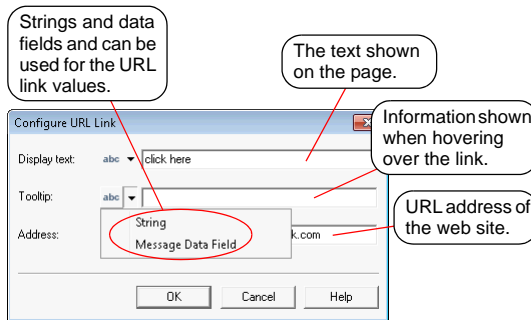 Strings and data
fields and can be
used for the URL
link values.
The text shown
on the page.
Configure URL Link
Information shown
when hovering
over the link.
Display text: abc click here
Tooltip: abc
String
Message Data Field
URL address of
the web site.
Address: k.com
OK Cancel Help